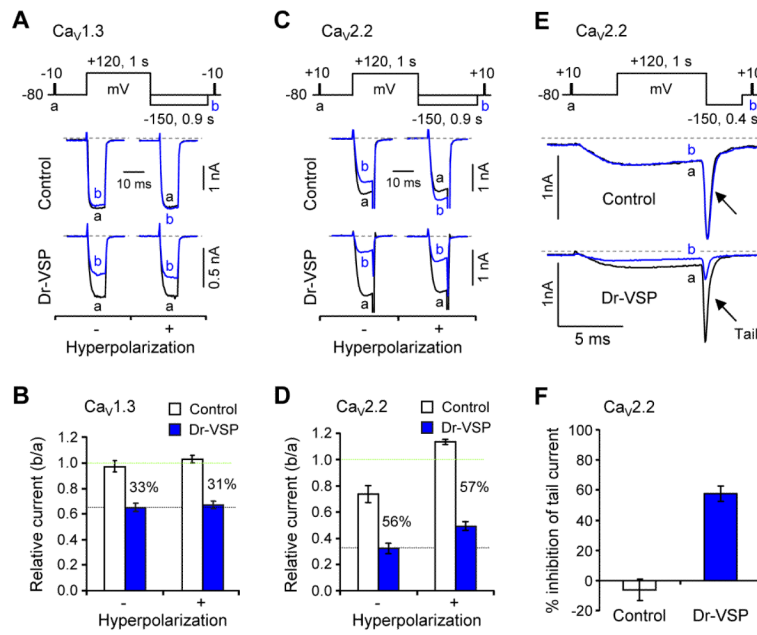 A
CaV1.3
-10
+120, 1 s
-10
-80
a
mV
b
-150, 0.9 s
Control
b
a
10 ms
a
b
1 nA
Dr-VSP
b
a
b
a
0.5 nA
- +
Hyperpolarization
B
CaV1.3
Control
Dr-VSP
Relative current (b/a)
1.2
1.0
0.8
0.6
0.4
0.2
0.0
33%
31%
- +
Hyperpolarization
C
CaV2.2
+10
+120, 1 s
+10
-80
a
mV
b
-150, 0.9 s
Control
b
a
10 ms
a
b
1 nA
Dr-VSP
b
a
b
a
1 nA
- +
Hyperpolarization
D
CaV2.2
Control
Dr-VSP
Relative current (b/a)
1.2
1.0
0.8
0.6
0.4
0.2
0.0
56%
57%
- +
Hyperpolarization
E
CaV2.2
+10
+120, 1 s
+10
-80
a
mV
b
-150, 0.4 s
1nA
b
a
Control
1nA
b
a
Dr-VSP
5 ms
Tail
F
CaV2.2
% inhibition of tail current
100
80
60
40
20
0
-20
Control Dr-VSP